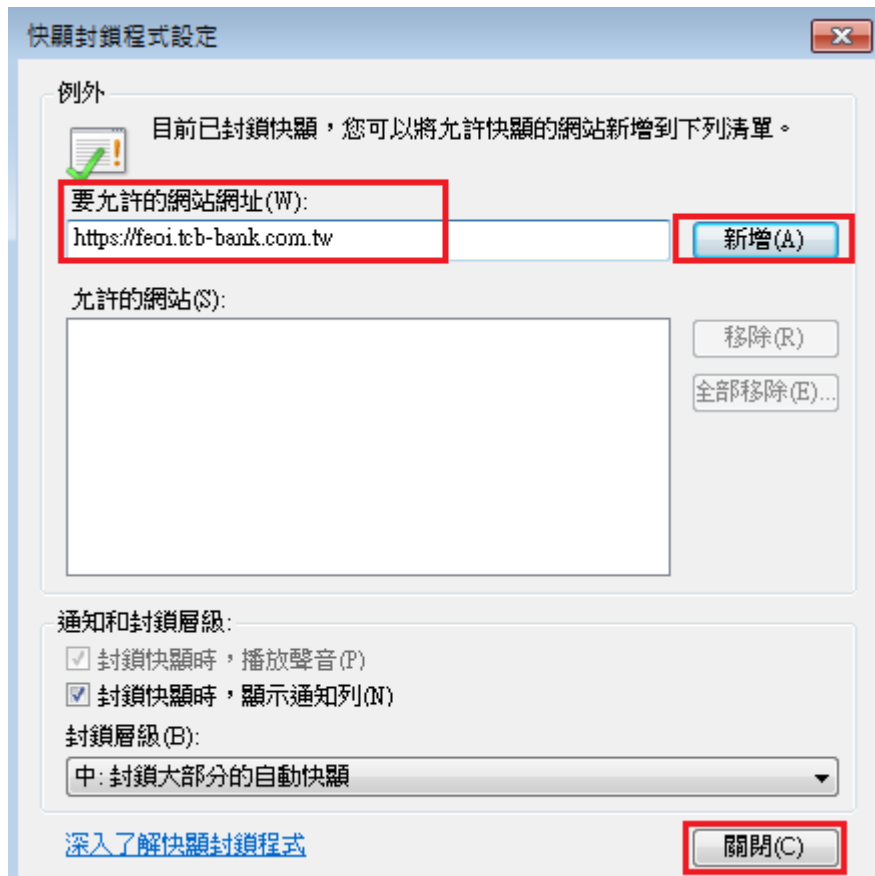 快顯封鎖程式設定
例外
目前已封鎖快顯，您可以將允許快顯的網站新增到下列清單。
要允許的網站網址(W):
https://feoi.tcb-bank.com.tw
新增(A)
允許的網站(S):
移除(R)
全部移除(E)...
通知和封鎖層級:
封鎖快顯時，播放聲音(P)
封鎖快顯時，顯示通知列(N)
封鎖層級(B):
中: 封鎖大部分的自動快顯
深入了解快顯封鎖程式
關閉(C)